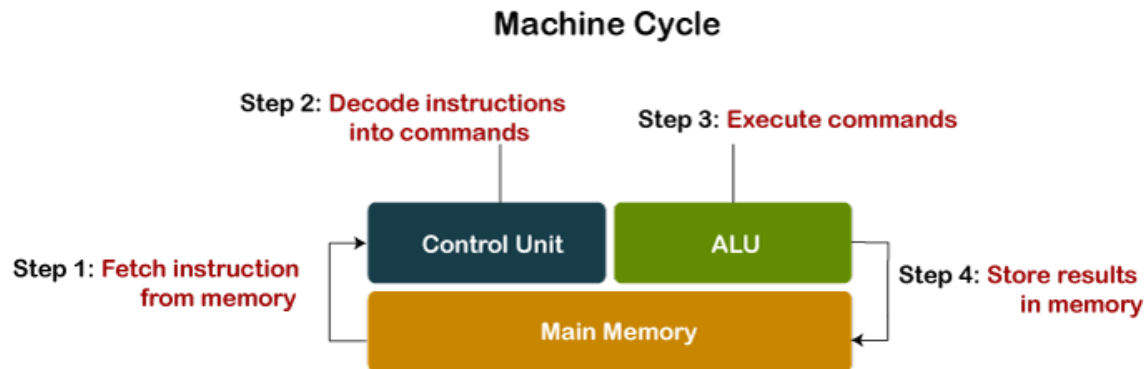 Machine Cycle
Step 2: Decode instructions
into commands
Step 3: Execute commands
Control Unit
ALU
Step 1: Fetch instruction
from memory
Step 4: Store results
in memory
Main Memory